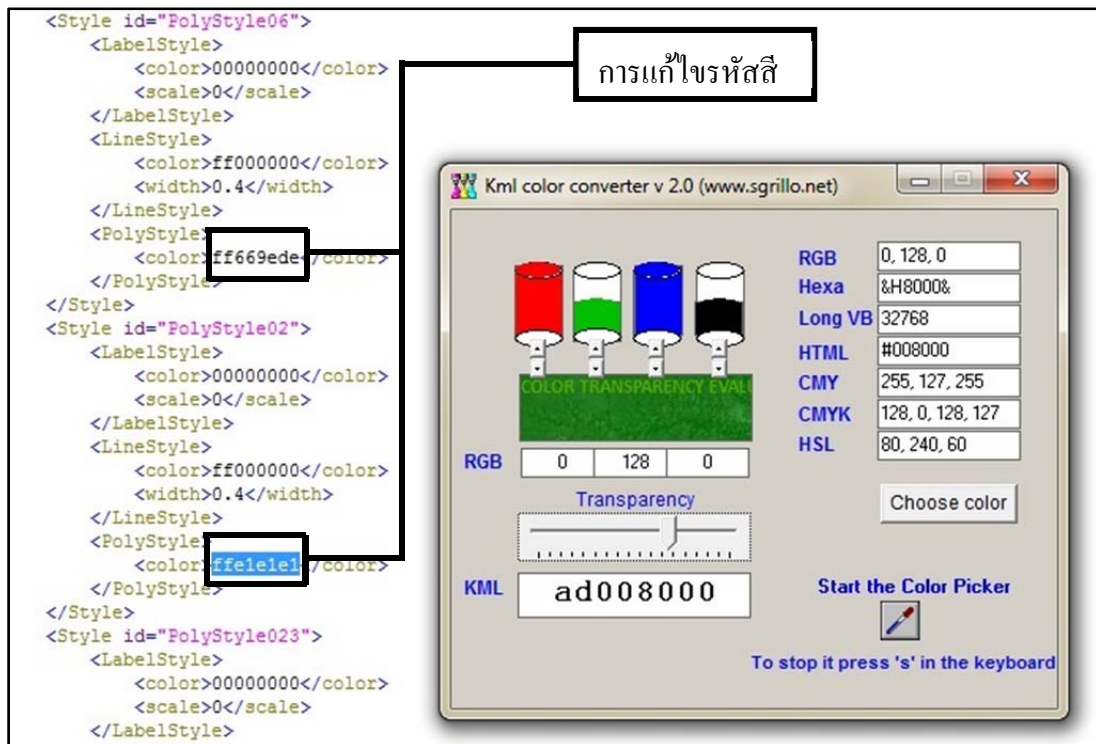 <Style id="PolyStyle06">
<LabelStyle>
<color>00000000</color>
<scale>0</scale>
</LabelStyle>
<LineStyle>
<color>ff000000</color>
<width>0.4</width>
</LineStyle>
<PolyStyle>
<color>ff669ede</color>
</PolyStyle>
</Style>
<Style id="PolyStyle02">
<LabelStyle>
<color>00000000</color>
<scale>0</scale>
</LabelStyle>
<LineStyle>
<color>ff000000</color>
<width>0.4</width>
</LineStyle>
<PolyStyle>
<color>ffe1e1e1</color>
</PolyStyle>
</Style>
<Style id="PolyStyle023">
<LabelStyle>
<color>00000000</color>
<scale>0</scale>
</LabelStyle>
การแก้ไขรหัสสี
Kml color converter v 2.0 (www.sgrillo.net)
COLOR TRANSPARENCY EVALU
RGB 0 128 0
Transparency
KML ad008000
RGB 0, 128, 0
Hexa &H8000&
Long VB 32768
HTML #008000
CMY 255, 127, 255
CMYK 128, 0, 128, 127
HSL 80, 240, 60
Choose color
Start the Color Picker
To stop it press 's' in the keyboard